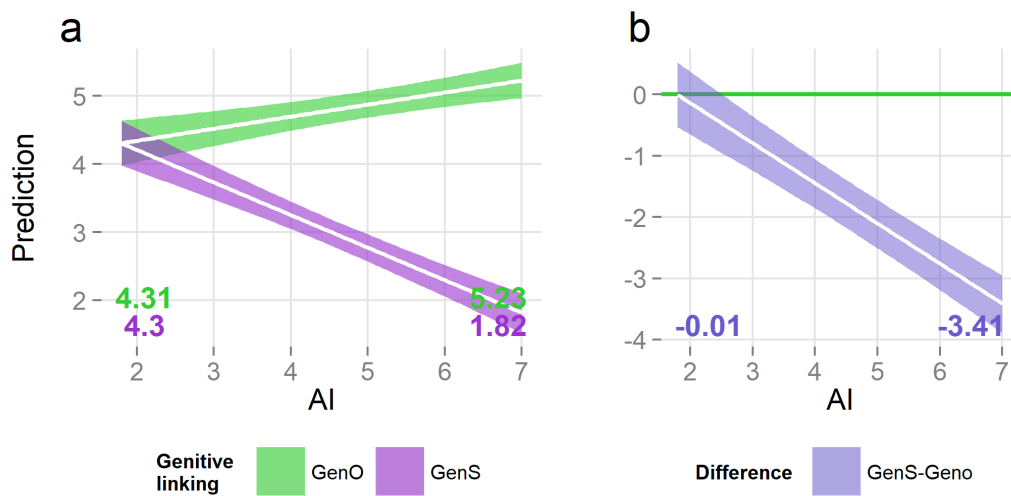 a
b
Prediction
5
4
3
2
4.31
5.23
4.3
1.82
2
3
4
5
6
7
AI
0
-1
-2
-3
-4
-0.01
-3.41
2
3
4
5
6
7
AI
Genitive
linking
GenO
GenS
Difference
GenS-Geno